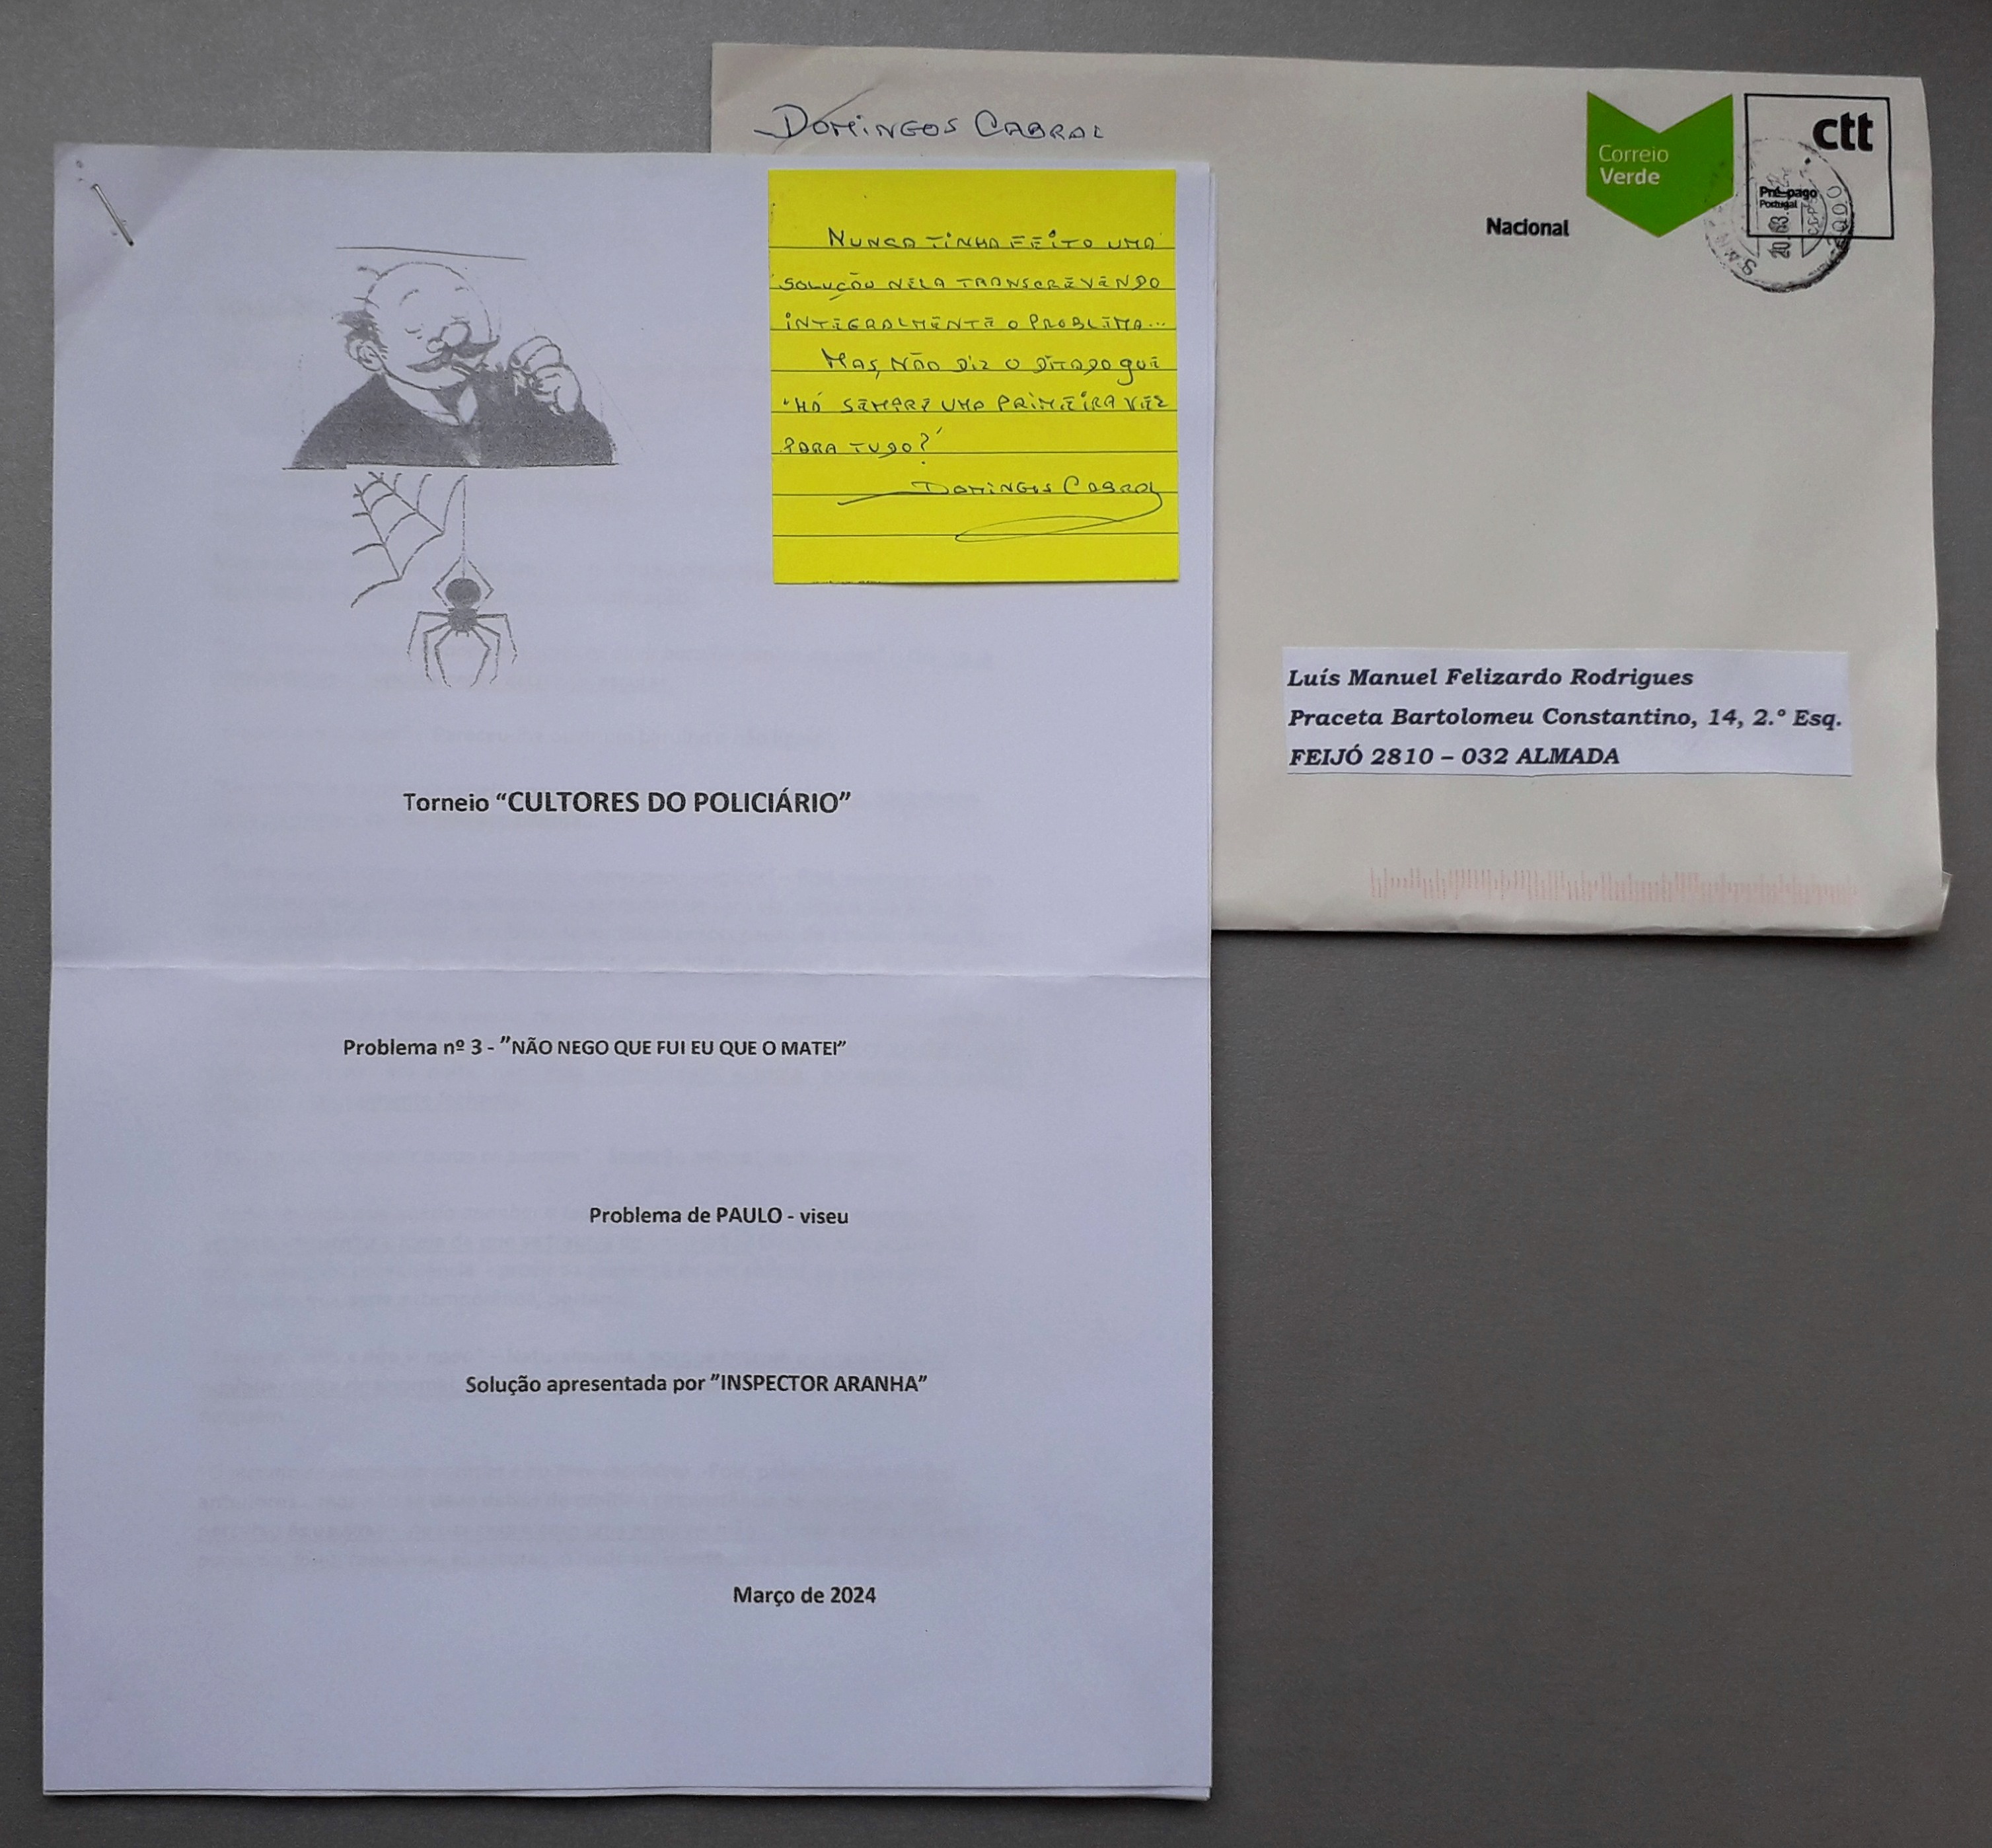 DOMINGOS CABRAL
Correio
Verde
ctt
Pré-pago
Portugal
Nacional
NUNCA TINHA FEITO UMA
SOLUÇÃO NELA TRANSCREVENDO
INTEGRALMENTE O PROBLEMA...
MAS, NÃO DIZ O DITADO QUE
"HÁ SEMPRE UMA PRIMEIRA VEZ
PARA TUDO?"
DOMINGOS CABRAL
Luís Manuel Felizardo Rodrigues
Praceta Bartolomeu Constantino, 14, 2.º Esq.
FEIJÓ 2810 – 032 ALMADA
Torneio “CULTORES DO POLICIÁRIO”
Problema nº 3 - ”NÃO NEGO QUE FUI EU QUE O MATEI”
Problema de PAULO - viseu
Solução apresentada por ”INSPECTOR ARANHA”
Março de 2024